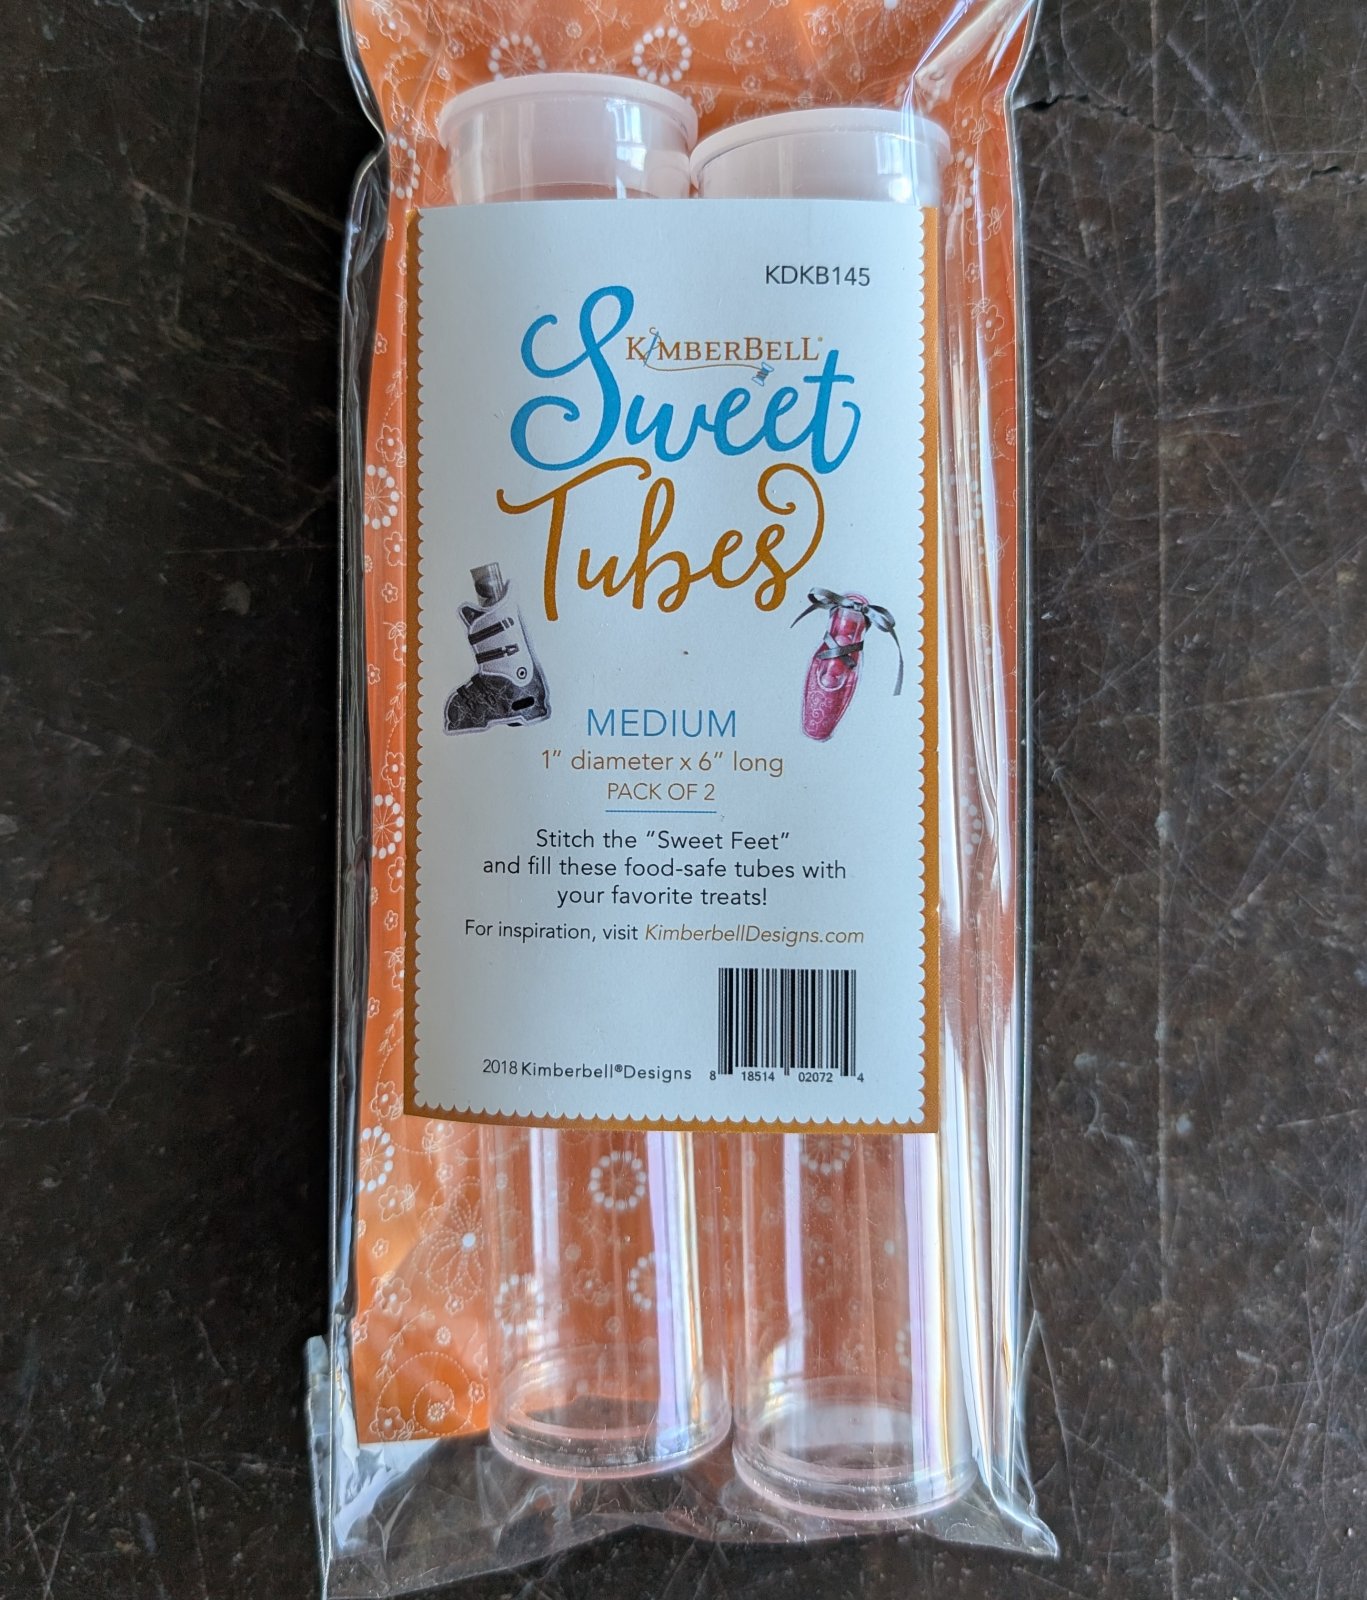 KDKB145
KIMBERBELL®
Sweet
Tubes
MEDIUM
1” diameter x 6” long
PACK OF 2
Stitch the “Sweet Feet”
and fill these food-safe tubes with
your favorite treats!
For inspiration, visit KimberbellDesigns.com
2018 Kimberbell®Designs
8 18514 02072 4